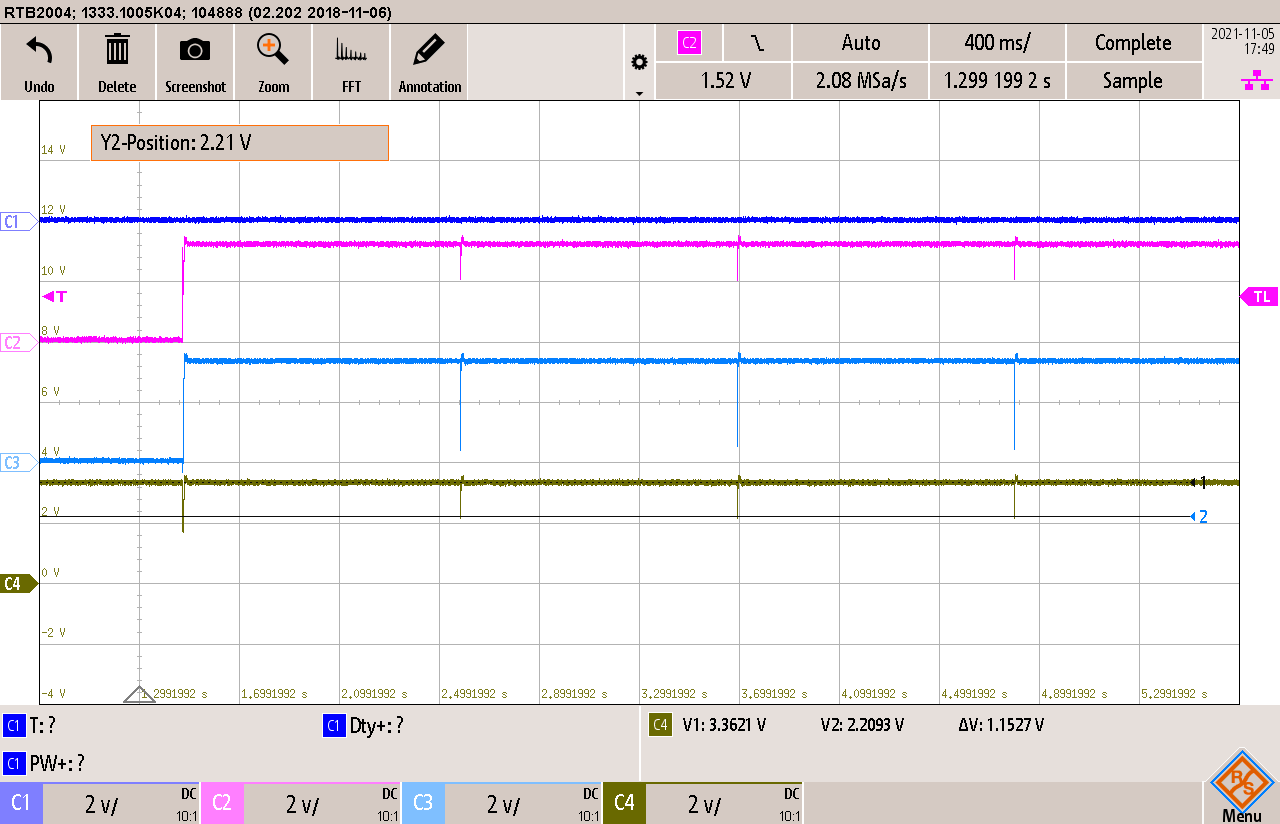 RTB2004; 1333.1005K04; 104888 (02.202 2018-11-06)
Undo Delete Screenshot Zoom FFT Annotation
C2 Auto 400 ms/ Complete
1.52 V 2.08 MSa/s 1.299 199 2 s Sample
2021-11-05
17:49
Y2-Position: 2.21 V
14 V
12 V
C1
10 V
T
TL
8 V
C2
6 V
4 V
C3
1
2 V
2
0 V
C4
-2 V
-4 V
1.2991992 s 1.6991992 s 2.0991992 s 2.4991992 s 2.8991992 s 3.2991992 s 3.6991992 s 4.0991992 s 4.4991992 s 4.8991992 s 5.2991992 s
C1 T: ? C1 Dty+: ? C4 V1: 3.3621 V V2: 2.2093 V ΔV: 1.1527 V
C1 PW+: ?
C1 2 V/ DC 10:1 C2 2 V/ DC 10:1 C3 2 V/ DC 10:1 C4 2 V/ DC 10:1
R S
Menu